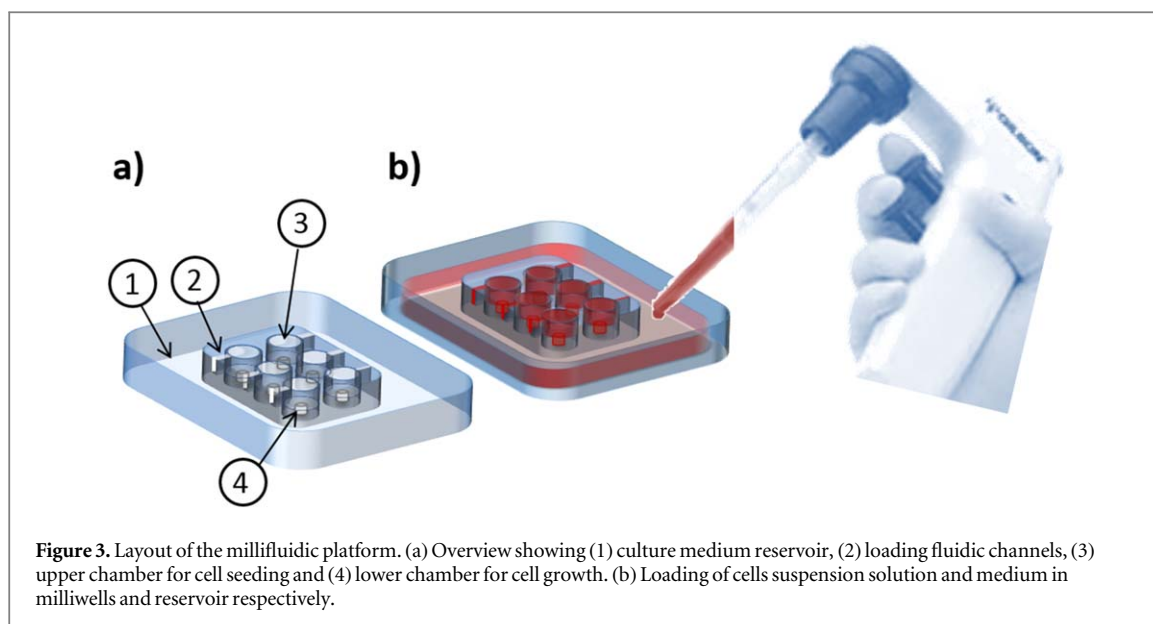 a)
b)
3
2
1
4
Figure 3. Layout of the millifluidic platform. (a) Overview showing (1) culture medium reservoir, (2) loading fluidic channels, (3)
upper chamber for cell seeding and (4) lower chamber for cell growth. (b) Loading of cells suspension solution and medium in
milliwells and reservoir respectively.